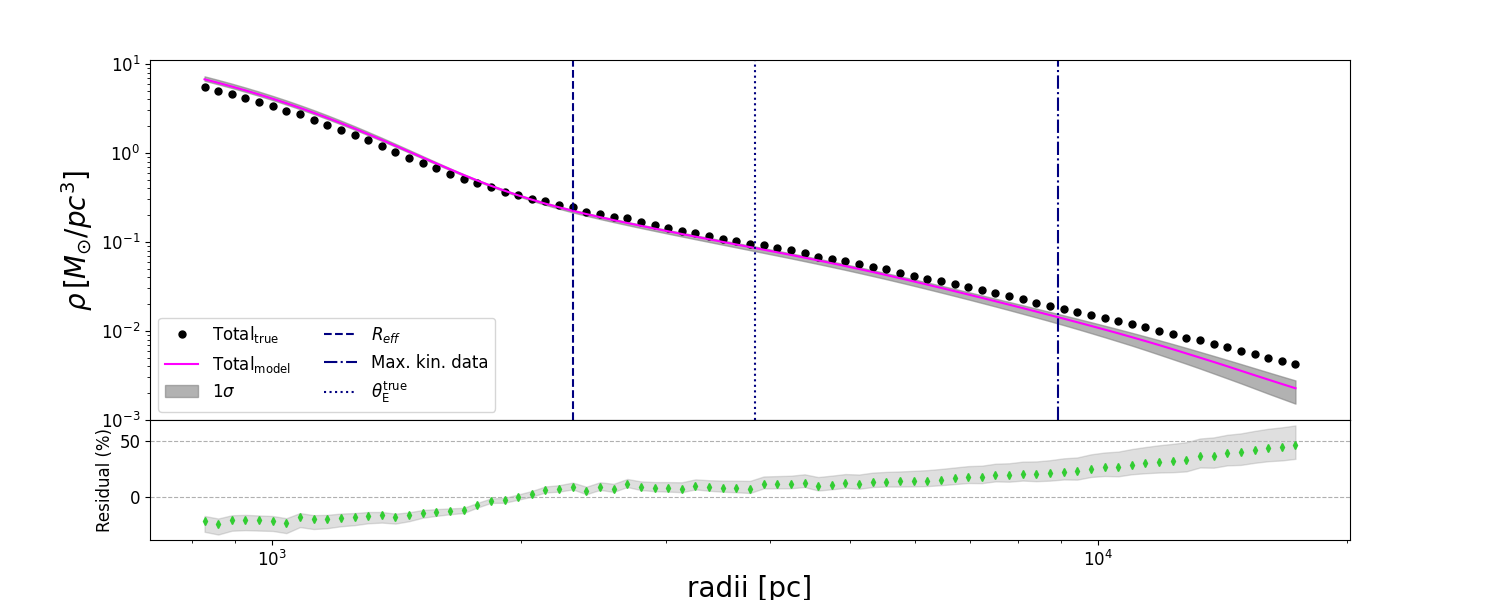 10¹
10⁰
10⁻¹
10⁻²
10⁻³
ρ [M⊙/pc³]
Total_true
Total_model
1σ
R_eff
Max. kin. data
θ_E^true
50
0
Residual (%)
10³
10⁴
radii [pc]